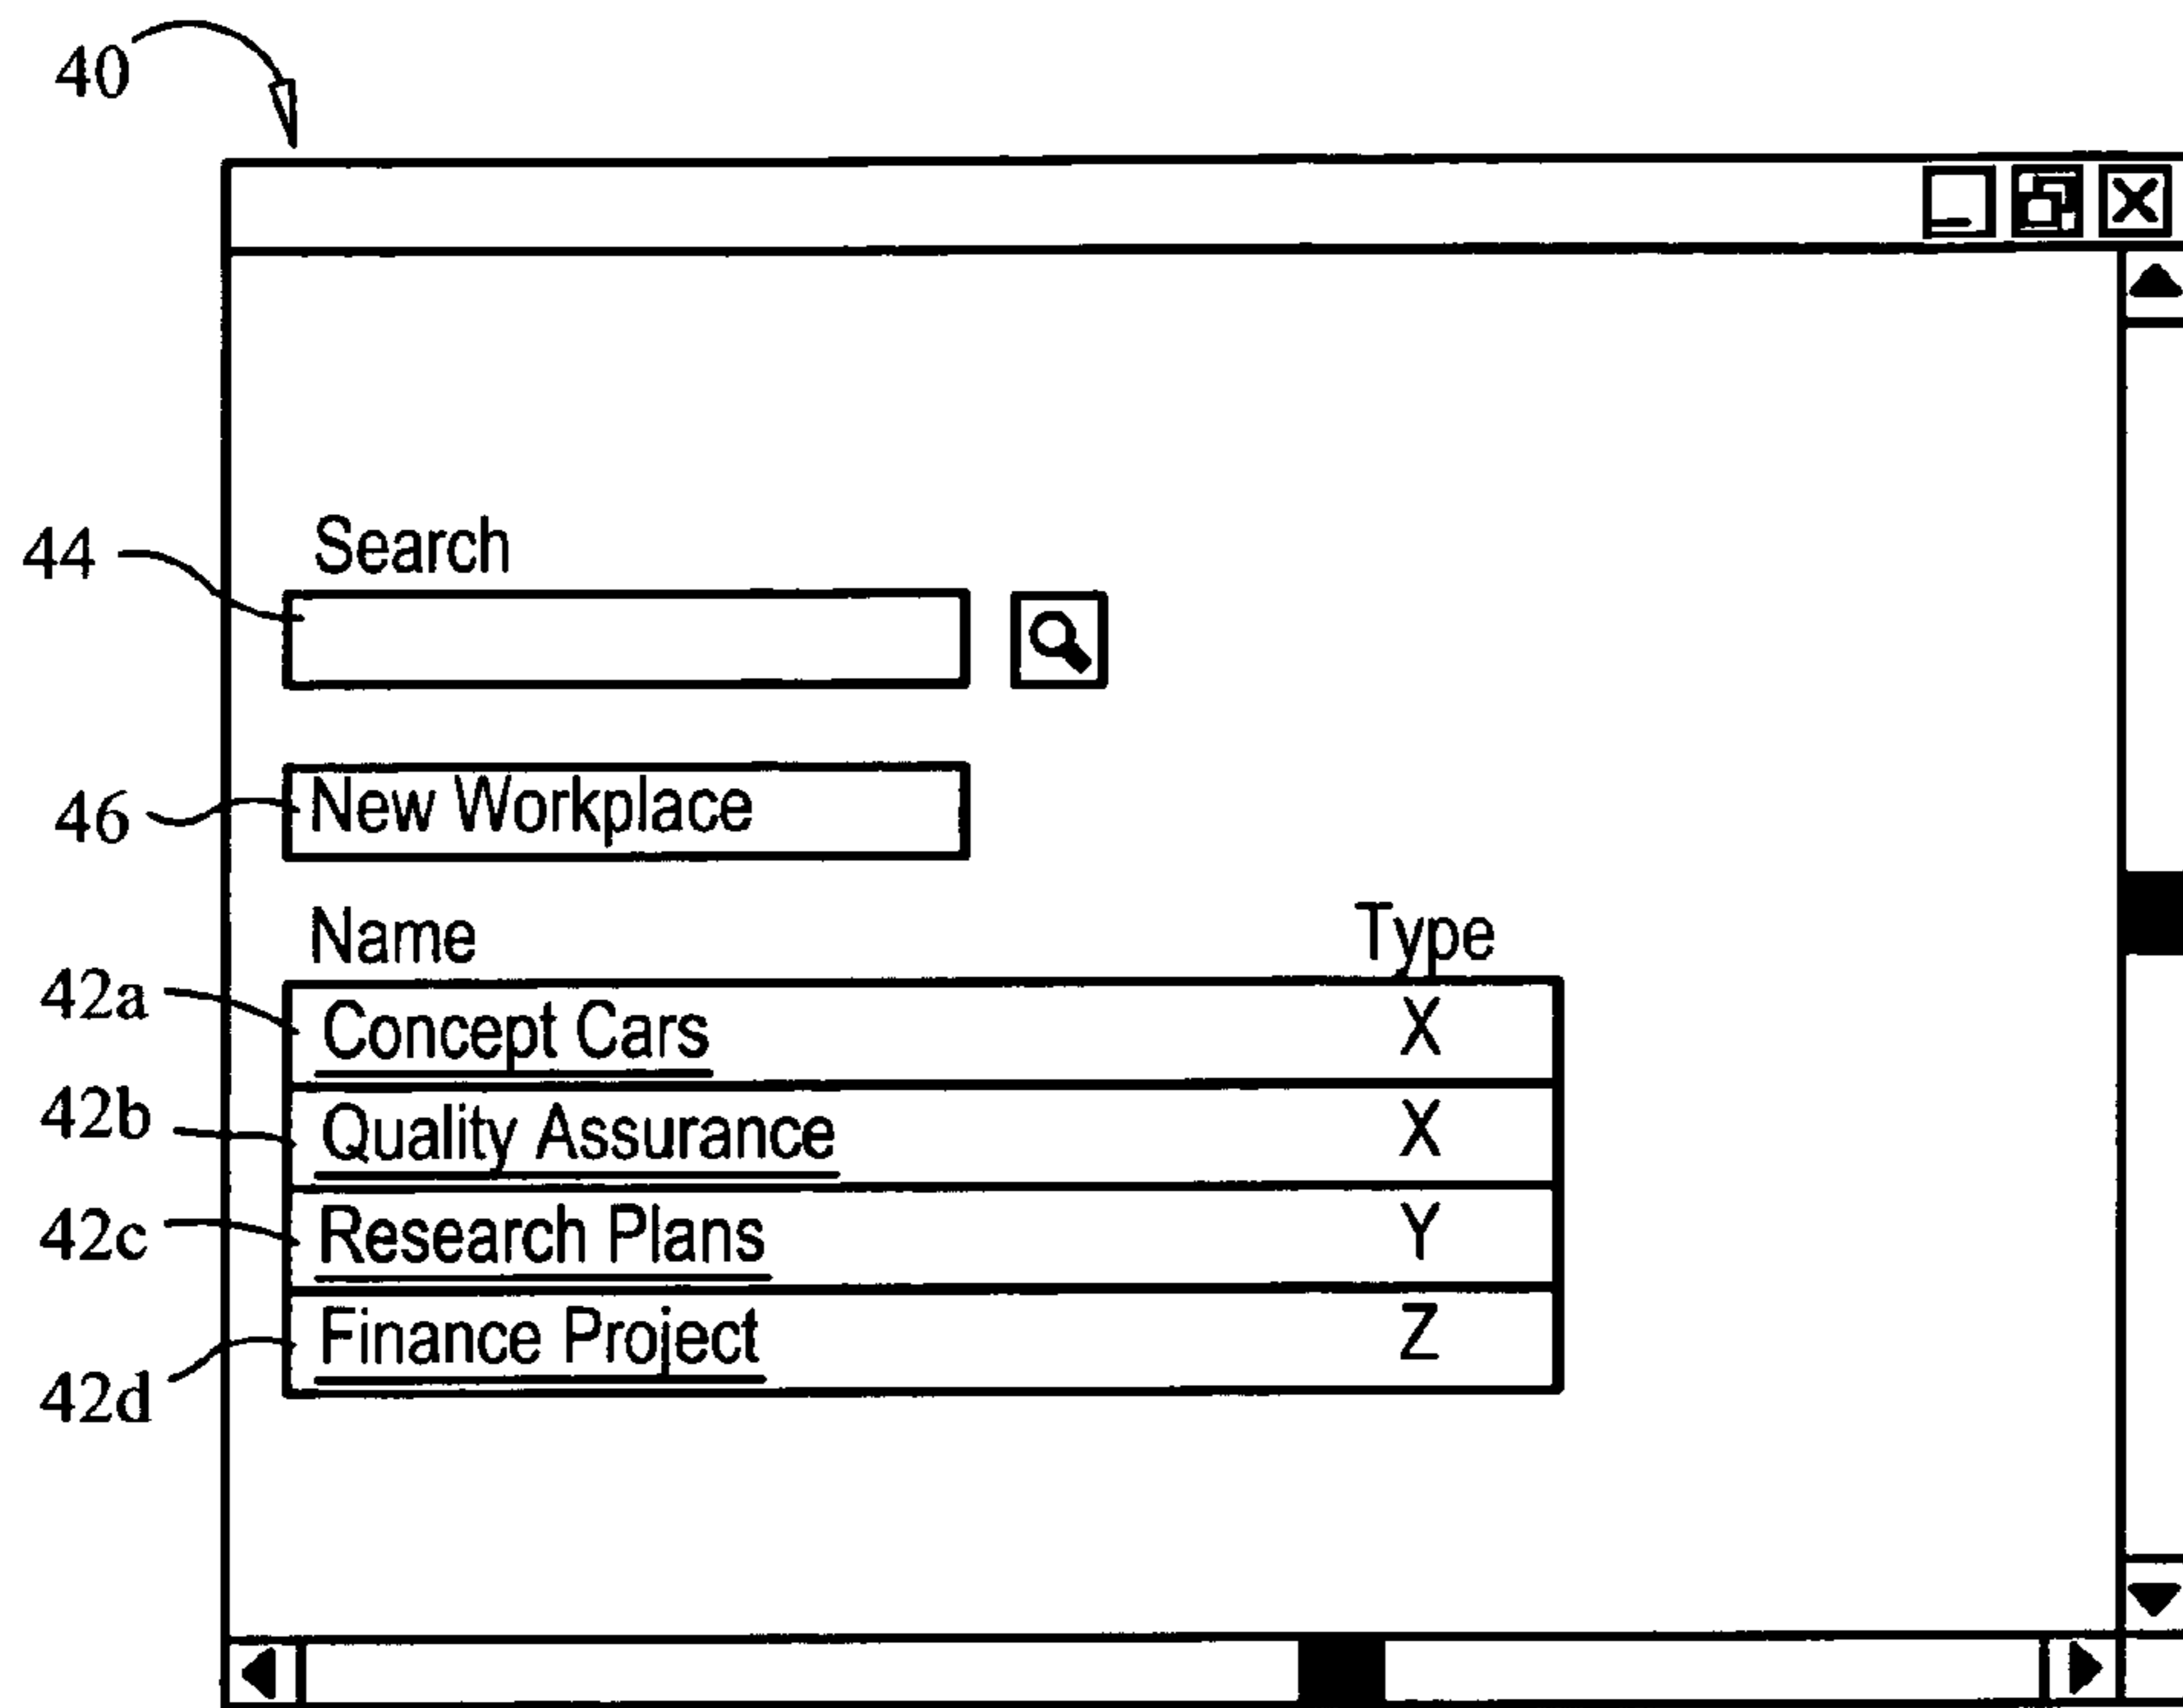 40
44 Search
46 New Workplace
Name Type
42a Concept Cars X
42b Quality Assurance X
42c Research Plans Y
42d Finance Project Z